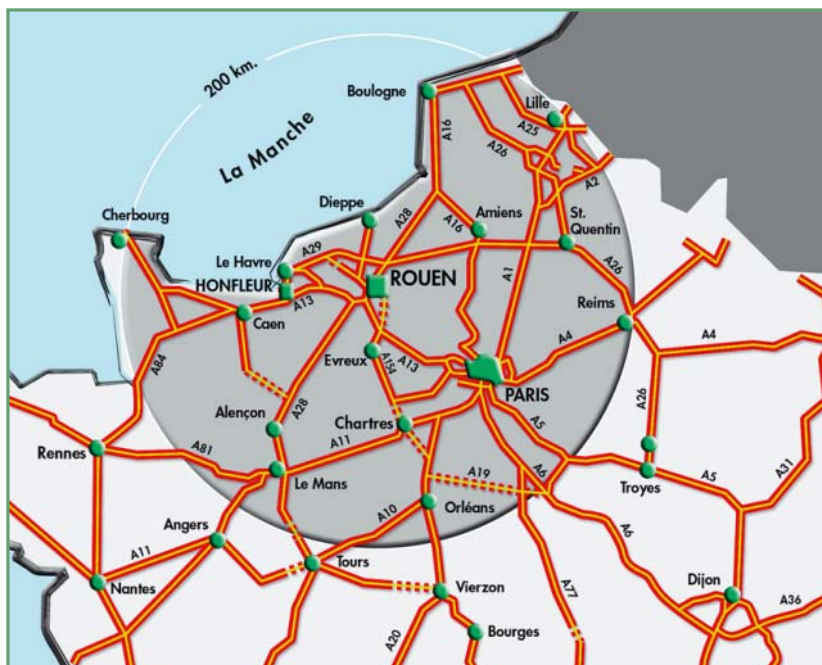 200 km.
La Manche
Boulogne
Lille
A16
A25
A26
A2
Cherbourg
Dieppe
A28
A16
Amiens
St.
Quentin
Le Havre
A29
HONFLEUR
ROUEN
A13
A1
A26
Reims
Caen
A84
Evreux
A154
A13
A4
A4
PARIS
Alençon
A28
Chartres
A11
A5
A26
Rennes
A81
Le Mans
A19
A6
Troyes
A5
A31
Angers
A10
Orléans
A11
Tours
A6
Nantes
Vierzon
A77
Dijon
A36
A20
Bourges